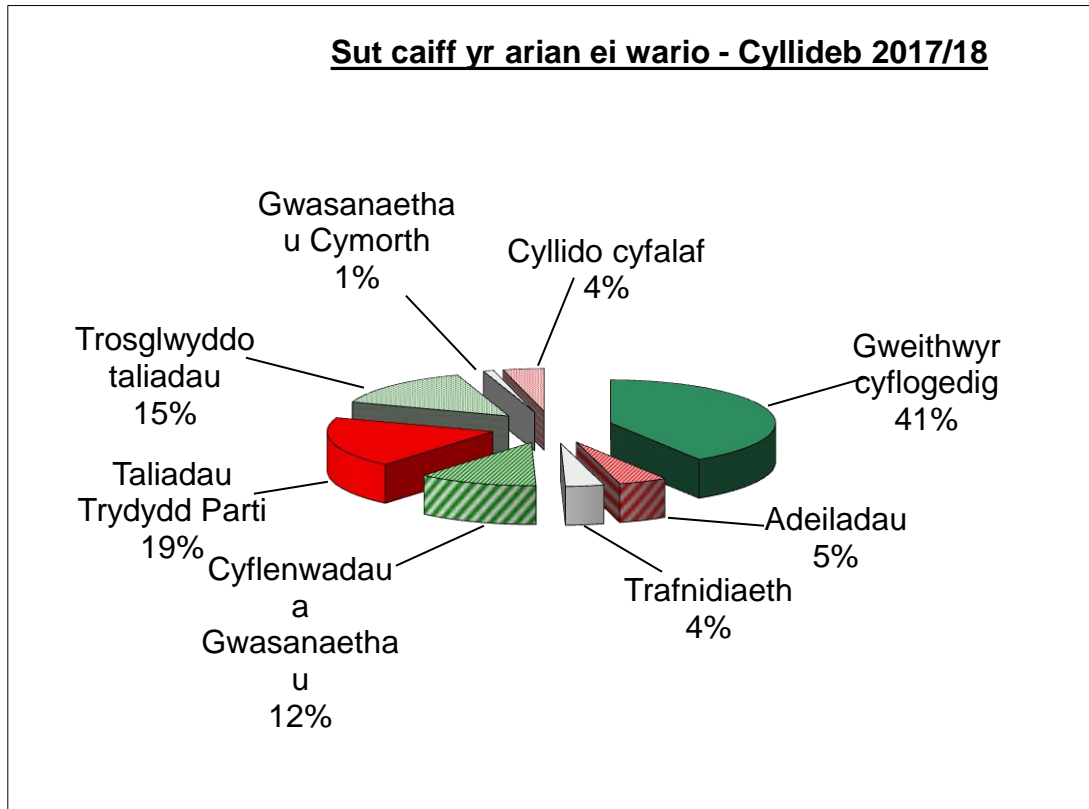 Sut caiff yr arian ei wario - Cyllideb 2017/18
Gwasanaetha
u Cymorth
1%
Cyllido cyfalaf
4%
Gweithwyr
cyflogedig
41%
Trosglwyddo
taliadau
15%
Taliadau
Trydydd Parti
19%
Adeiladau
5%
Trafnidiaeth
4%
Cyflenwadau
a
Gwasanaetha
u
12%